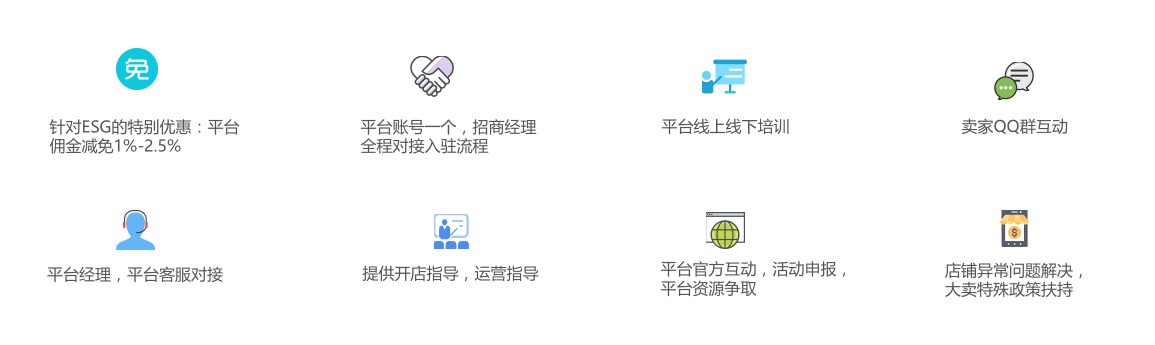 免
针对ESG的特别优惠：平台
佣金减免1%-2.5%
平台账号一个，招商经理
全程对接入驻流程
平台线上线下培训
卖家QQ群互动
平台经理，平台客服对接
提供开店指导，运营指导
平台官方互动，活动申报，
平台资源争取
$
店铺异常问题解决，
大卖特殊政策扶持